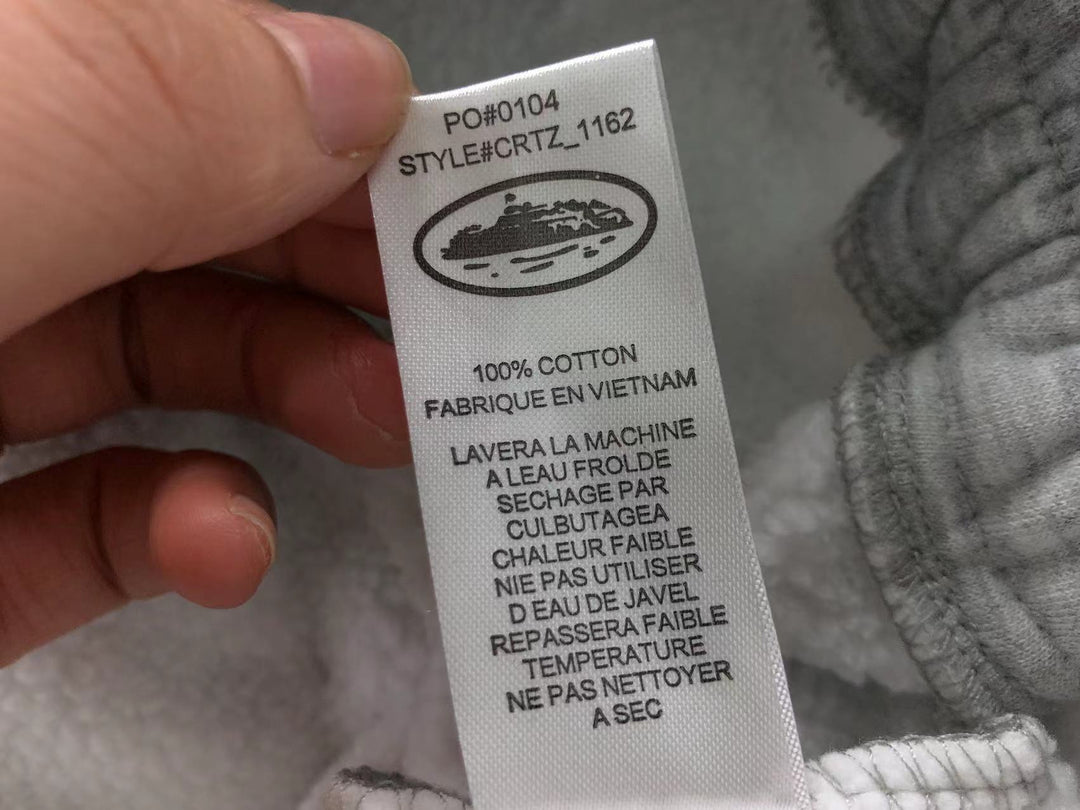 PO#0104
STYLE#CRTZ_1162
100% COTTON
FABRIQUE EN VIETNAM
LAVERA LA MACHINE
A LEAU FROLDE
SECHAGE PAR
CULBUTAGEA
CHALEUR FAIBLE
NIE PAS UTILISER
D EAU DE JAVEL
REPASSERA FAIBLE
TEMPERATURE
NE PAS NETTOYER
A SEC